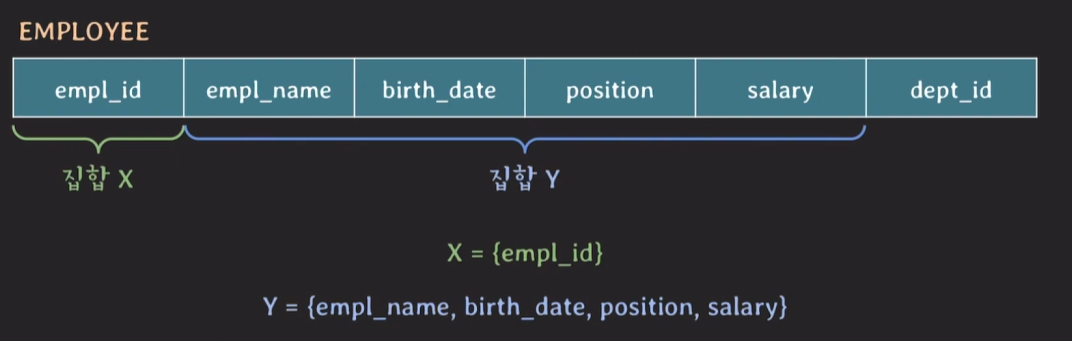 EMPLOYEE
empl_id empl_name birth_date position salary dept_id
집합 X 집합 Y
X = {empl_id}
Y = {empl_name, birth_date, position, salary}